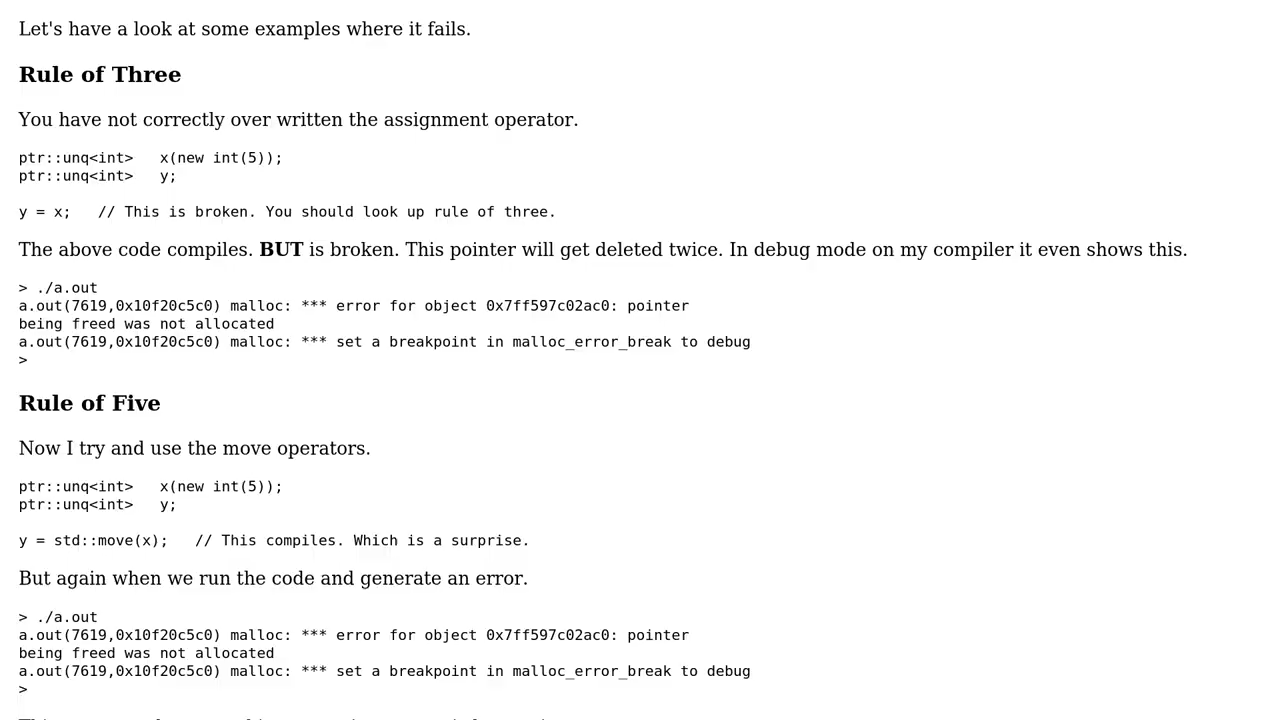 Let's have a look at some examples where it fails.
Rule of Three
You have not correctly over written the assignment operator.
ptr::unq<int>   x(new int(5));
ptr::unq<int>   y;
y = x;   // This is broken. You should look up rule of three.
The above code compiles. BUT is broken. This pointer will get deleted twice. In debug mode on my compiler it even shows this.
> ./a.out
a.out(7619,0x10f20c5c0) malloc: *** error for object 0x7ff597c02ac0: pointer
being freed was not allocated
a.out(7619,0x10f20c5c0) malloc: *** set a breakpoint in malloc_error_break to debug
>
Rule of Five
Now I try and use the move operators.
ptr::unq<int>   x(new int(5));
ptr::unq<int>   y;
y = std::move(x);   // This compiles. Which is a surprise.
But again when we run the code and generate an error.
> ./a.out
a.out(7619,0x10f20c5c0) malloc: *** error for object 0x7ff597c02ac0: pointer
being freed was not allocated
a.out(7619,0x10f20c5c0) malloc: *** set a breakpoint in malloc_error_break to debug
>